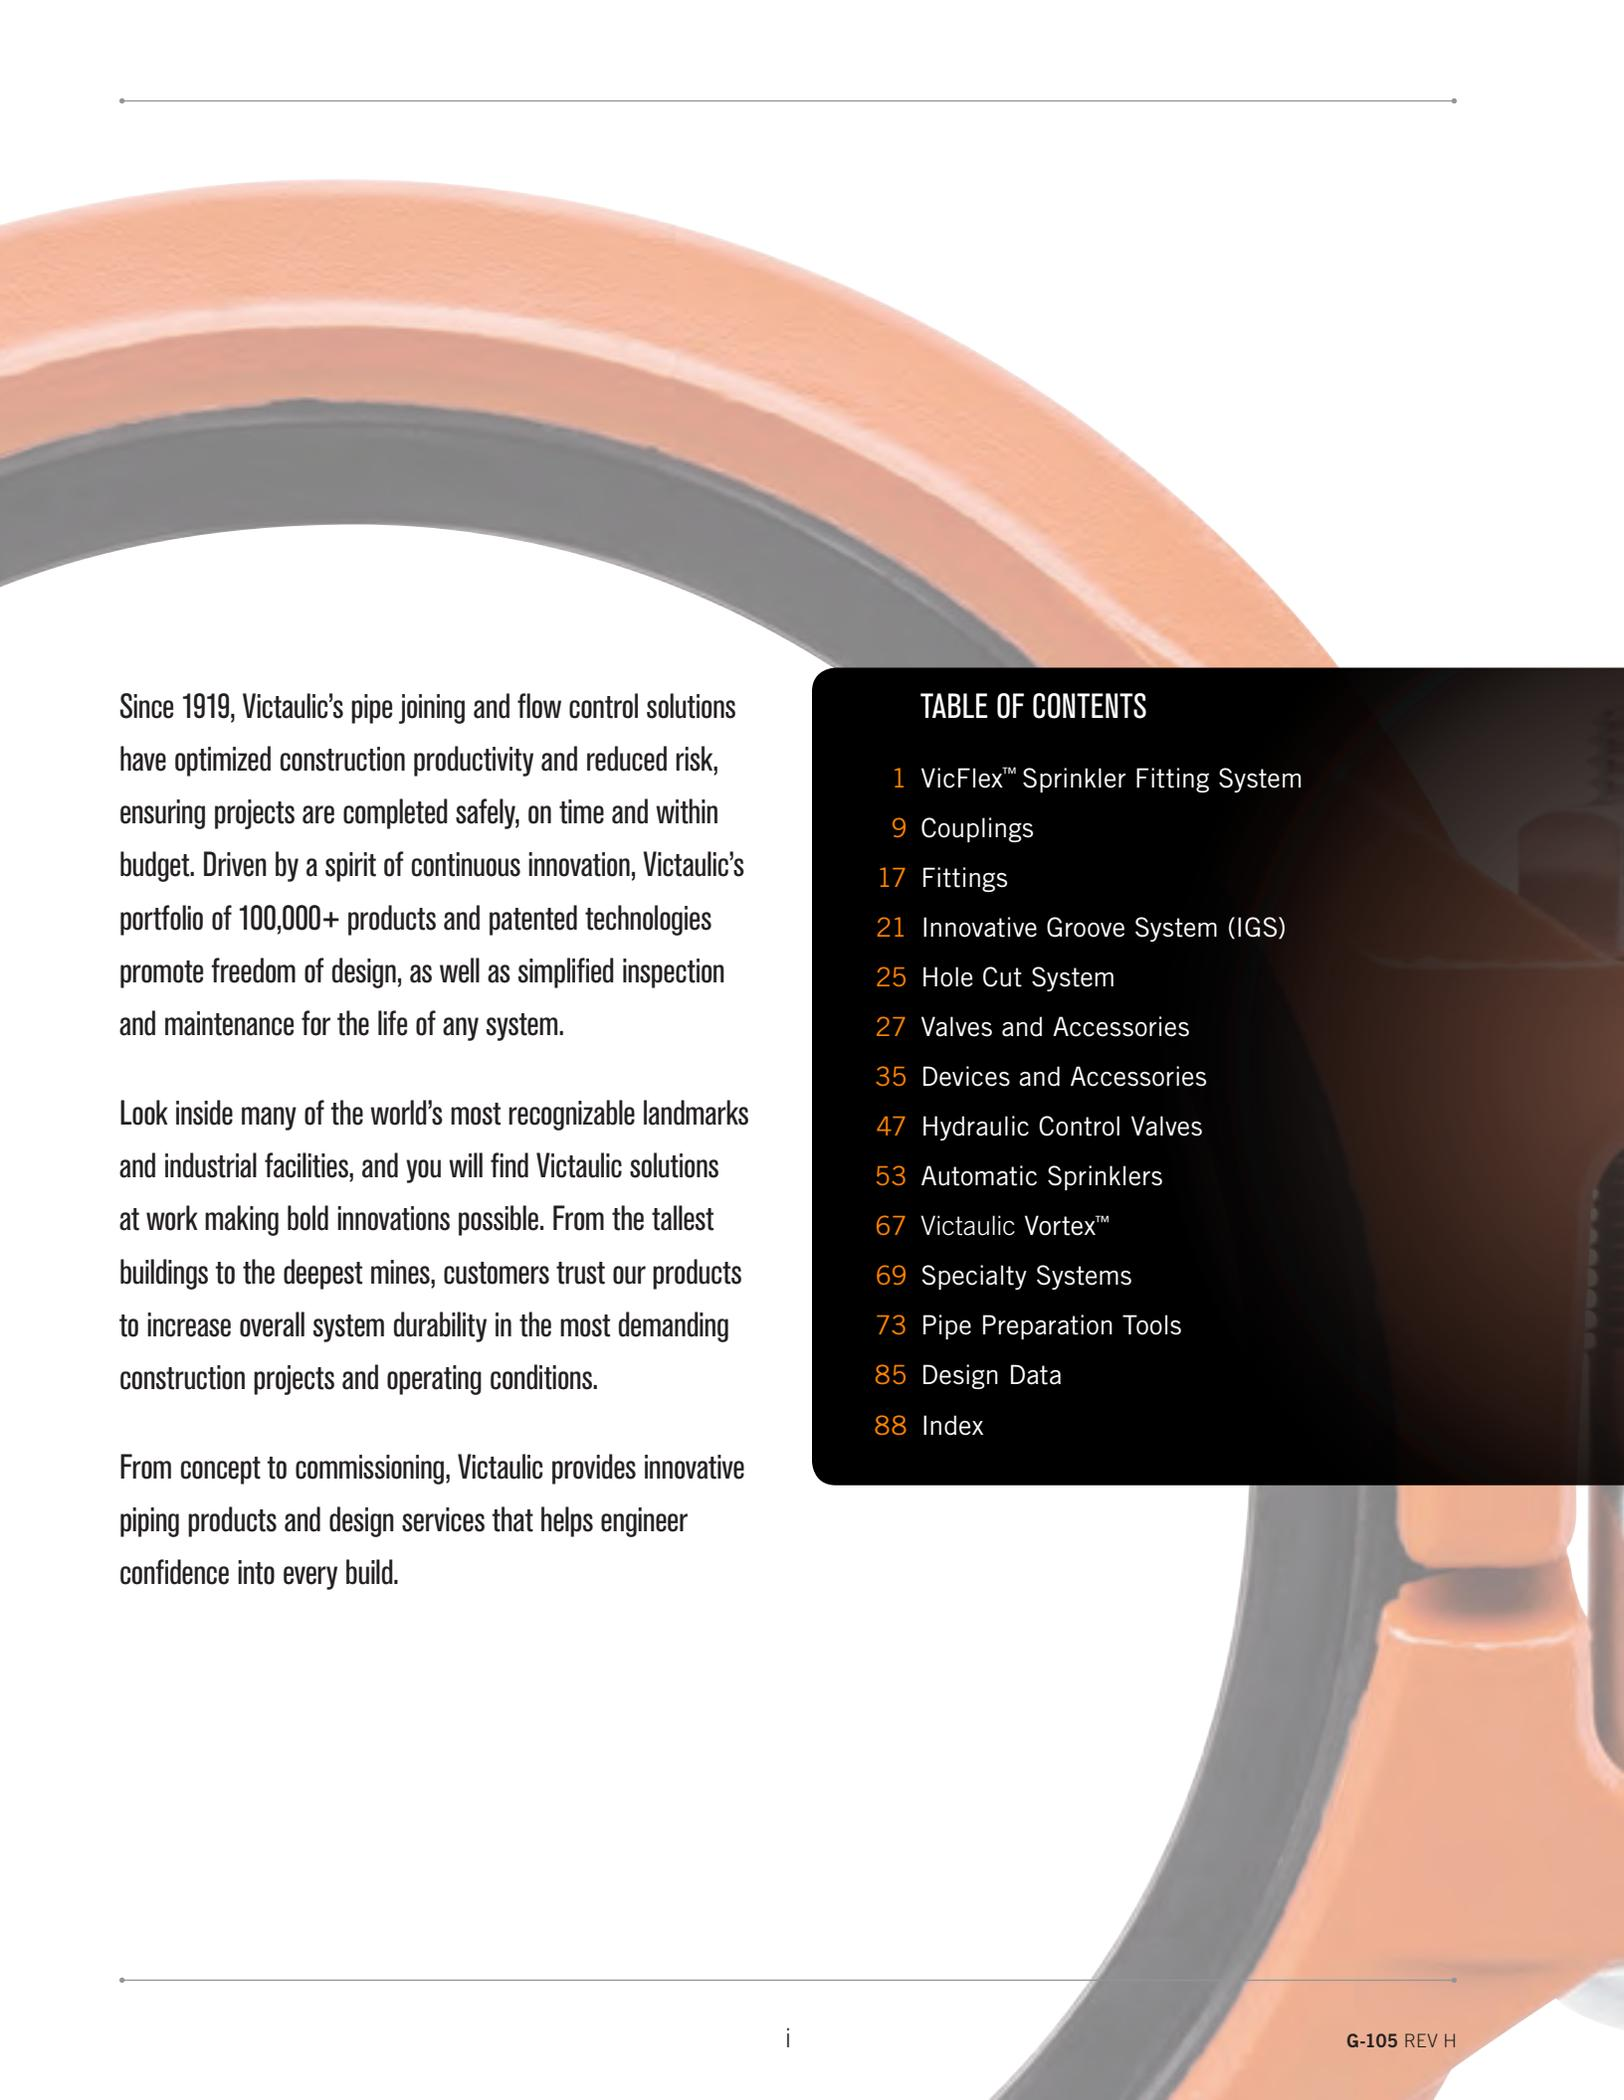 Since 1919, Victaulic’s pipe joining and flow control solutions
have optimized construction productivity and reduced risk,
ensuring projects are completed safely, on time and within
budget. Driven by a spirit of continuous innovation, Victaulic’s
portfolio of 100,000+ products and patented technologies
promote freedom of design, as well as simplified inspection
and maintenance for the life of any system.
Look inside many of the world’s most recognizable landmarks
and industrial facilities, and you will find Victaulic solutions
at work making bold innovations possible. From the tallest
buildings to the deepest mines, customers trust our products
to increase overall system durability in the most demanding
construction projects and operating conditions.
From concept to commissioning, Victaulic provides innovative
piping products and design services that helps engineer
confidence into every build.
TABLE OF CONTENTS
1 VicFlex™ Sprinkler Fitting System
9 Couplings
17 Fittings
21 Innovative Groove System (IGS)
25 Hole Cut System
27 Valves and Accessories
35 Devices and Accessories
47 Hydraulic Control Valves
53 Automatic Sprinklers
67 Victaulic Vortex™
69 Specialty Systems
73 Pipe Preparation Tools
85 Design Data
88 Index
i
G-105 REV H